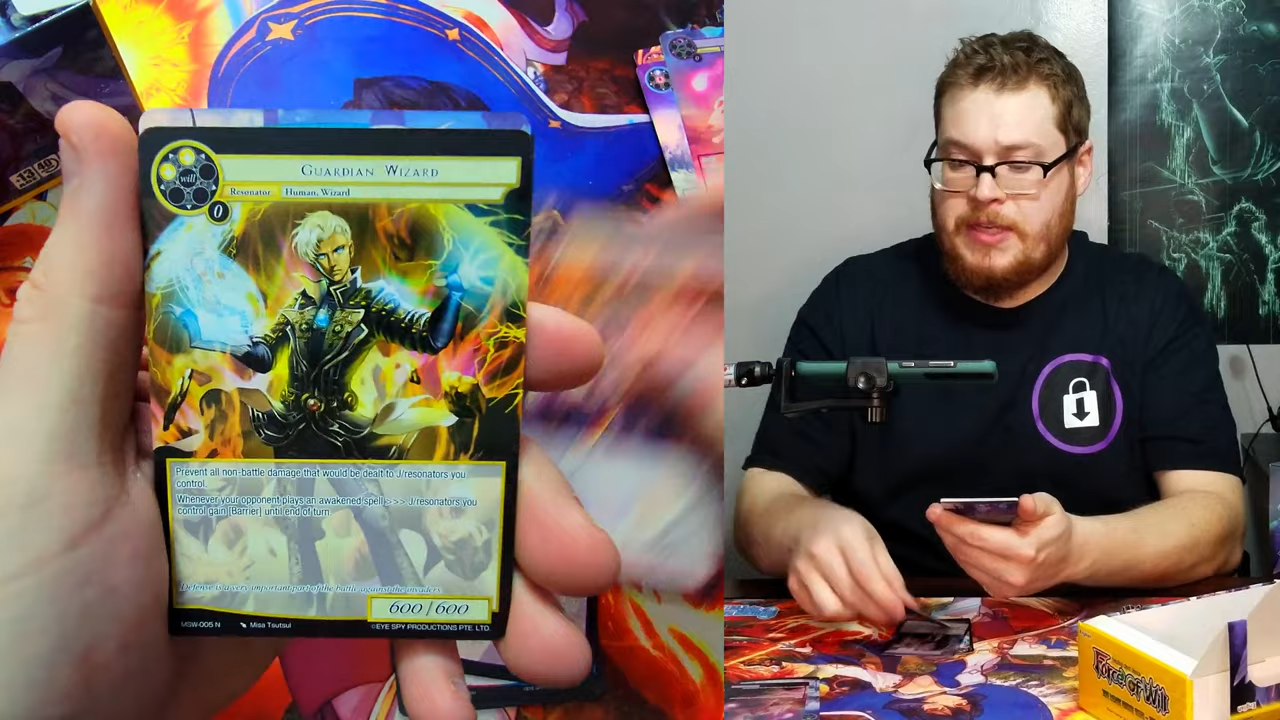 GUARDIAN WIZARD
will
Resonator Human, Wizard
0
Prevent all non-battle damage that would be dealt to J/resonators you
control.
Whenever your opponent plays an awakened spell >>> J/resonators you
control gain [Barrier] until end of turn.
Defense is a very important part of the battle against the invaders.
600/600
MSW-005 N Misa Tsutsui
©EYE SPY PRODUCTIONS PTE. LTD.
Force of Will